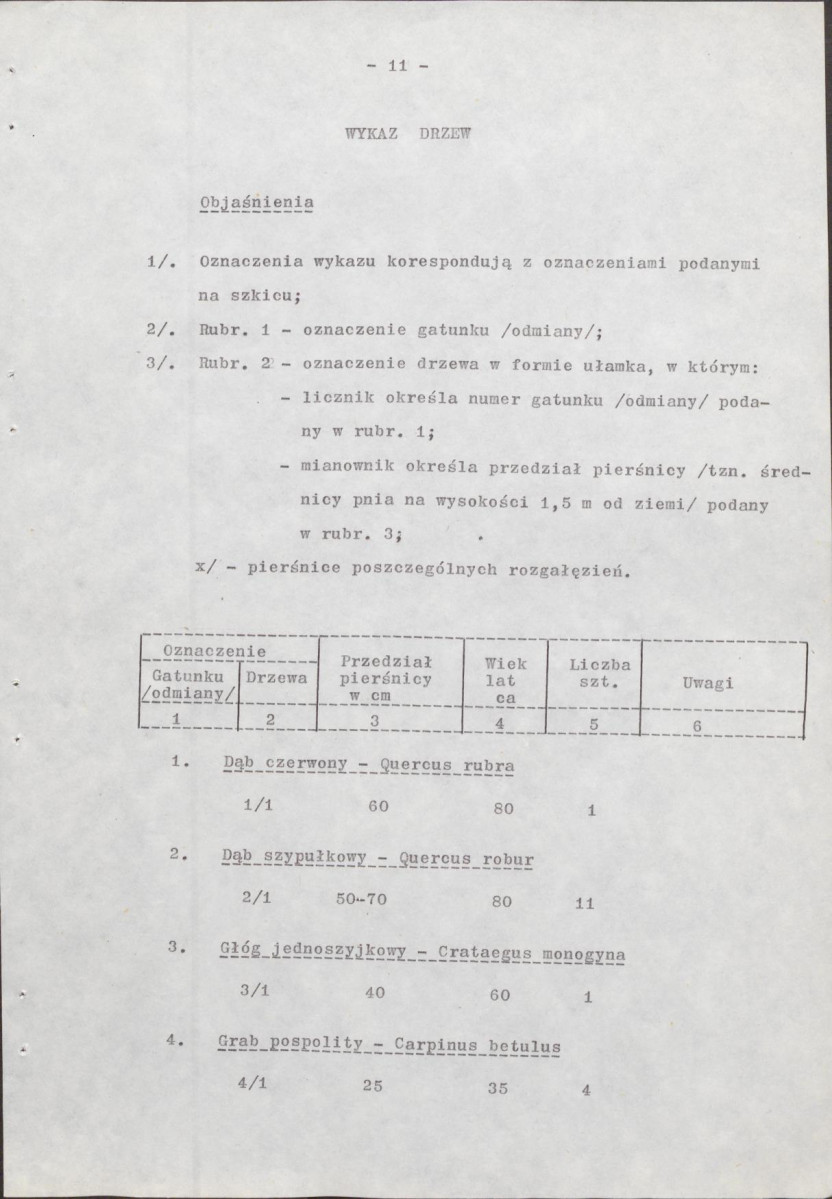 - 11 -
WYKAZ DRZEW
Objaśnienia
1/. Oznaczenia wykazu korespondują z oznaczeniami podanymi
na szkicu;
2/. Rubr. 1 - oznaczenie gatunku /odmiany/;
3/. Rubr. 2 - oznaczenie drzewa w formie ułamka, w którym:
- licznik określa numer gatunku /odmiany/ poda-
ny w rubr. 1;
- mianownik określa przedział pierśnicy /tzn. śred-
nicy pnia na wysokości 1,5 m od ziemi/ podany
w rubr. 3;
x/ - pierśnice poszczególnych rozgałęzień.
Oznaczenie
Gatunku /odmiany/
Drzewa
Przedział pierśnicy w cm
Wiek lat ca
Liczba szt.
Uwagi
1 2 3 4 5 6
1. Dąb czerwony - Quercus rubra
1/1 60 80 1
2. Dąb szypułkowy - Quercus robur
2/1 50-70 80 11
3. Głóg jednoszyjkowy - Crataegus monogyna
3/1 40 60 1
4. Grab pospolity - Carpinus betulus
4/1 25 35 4